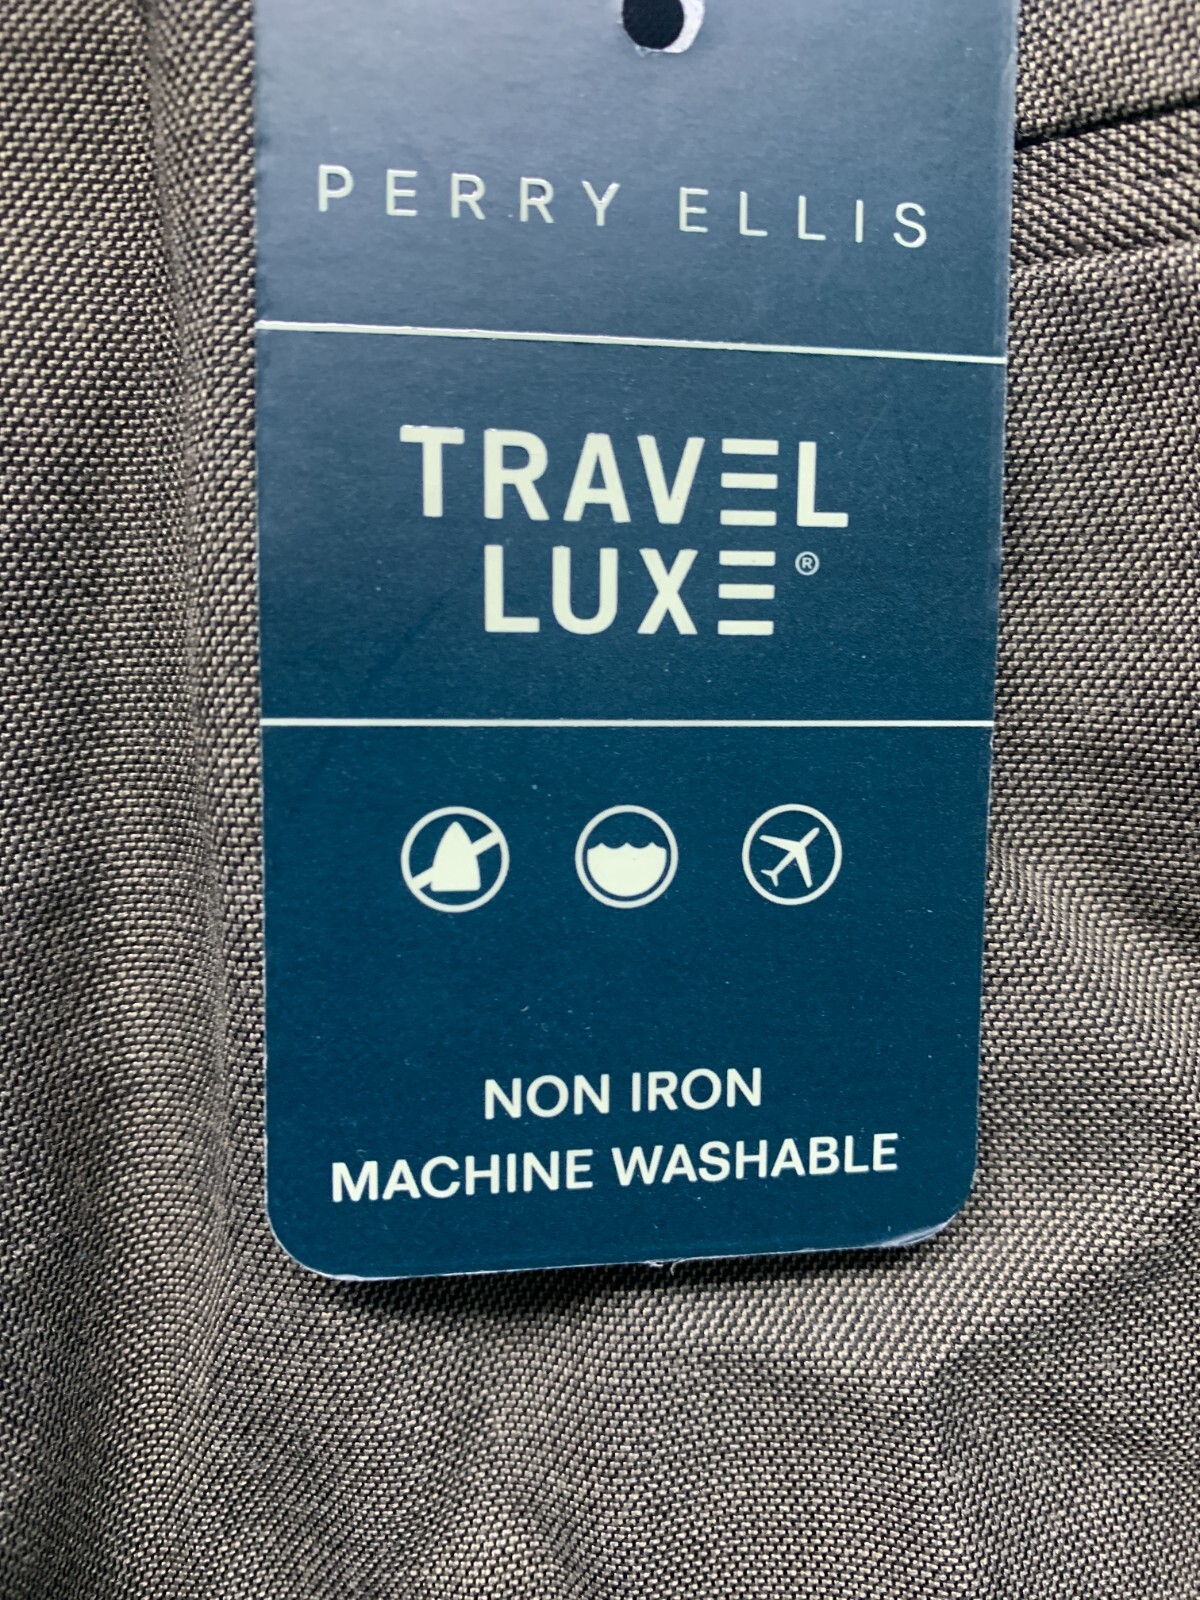 PERRY ELLIS
TRAVEL
LUXE®
NON IRON
MACHINE WASHABLE